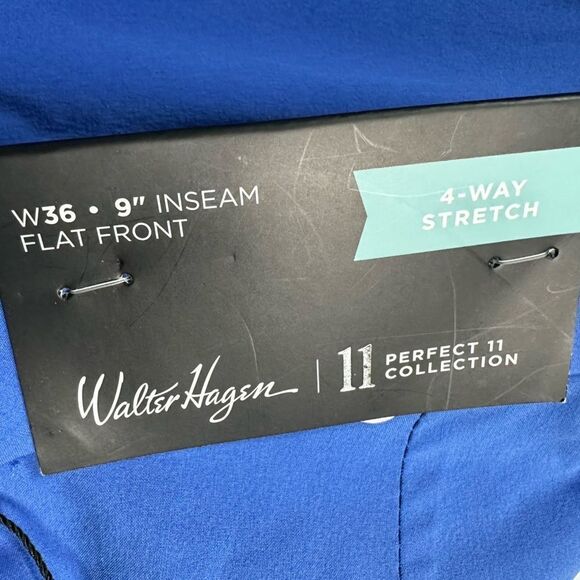 W36 • 9" INSEAM
FLAT FRONT
4-WAY
STRETCH
Walter Hagen | 11 PERFECT 11
COLLECTION